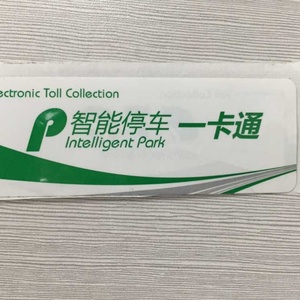 ectronic Toll Collection
智能停车 一卡通
Intelligent Park